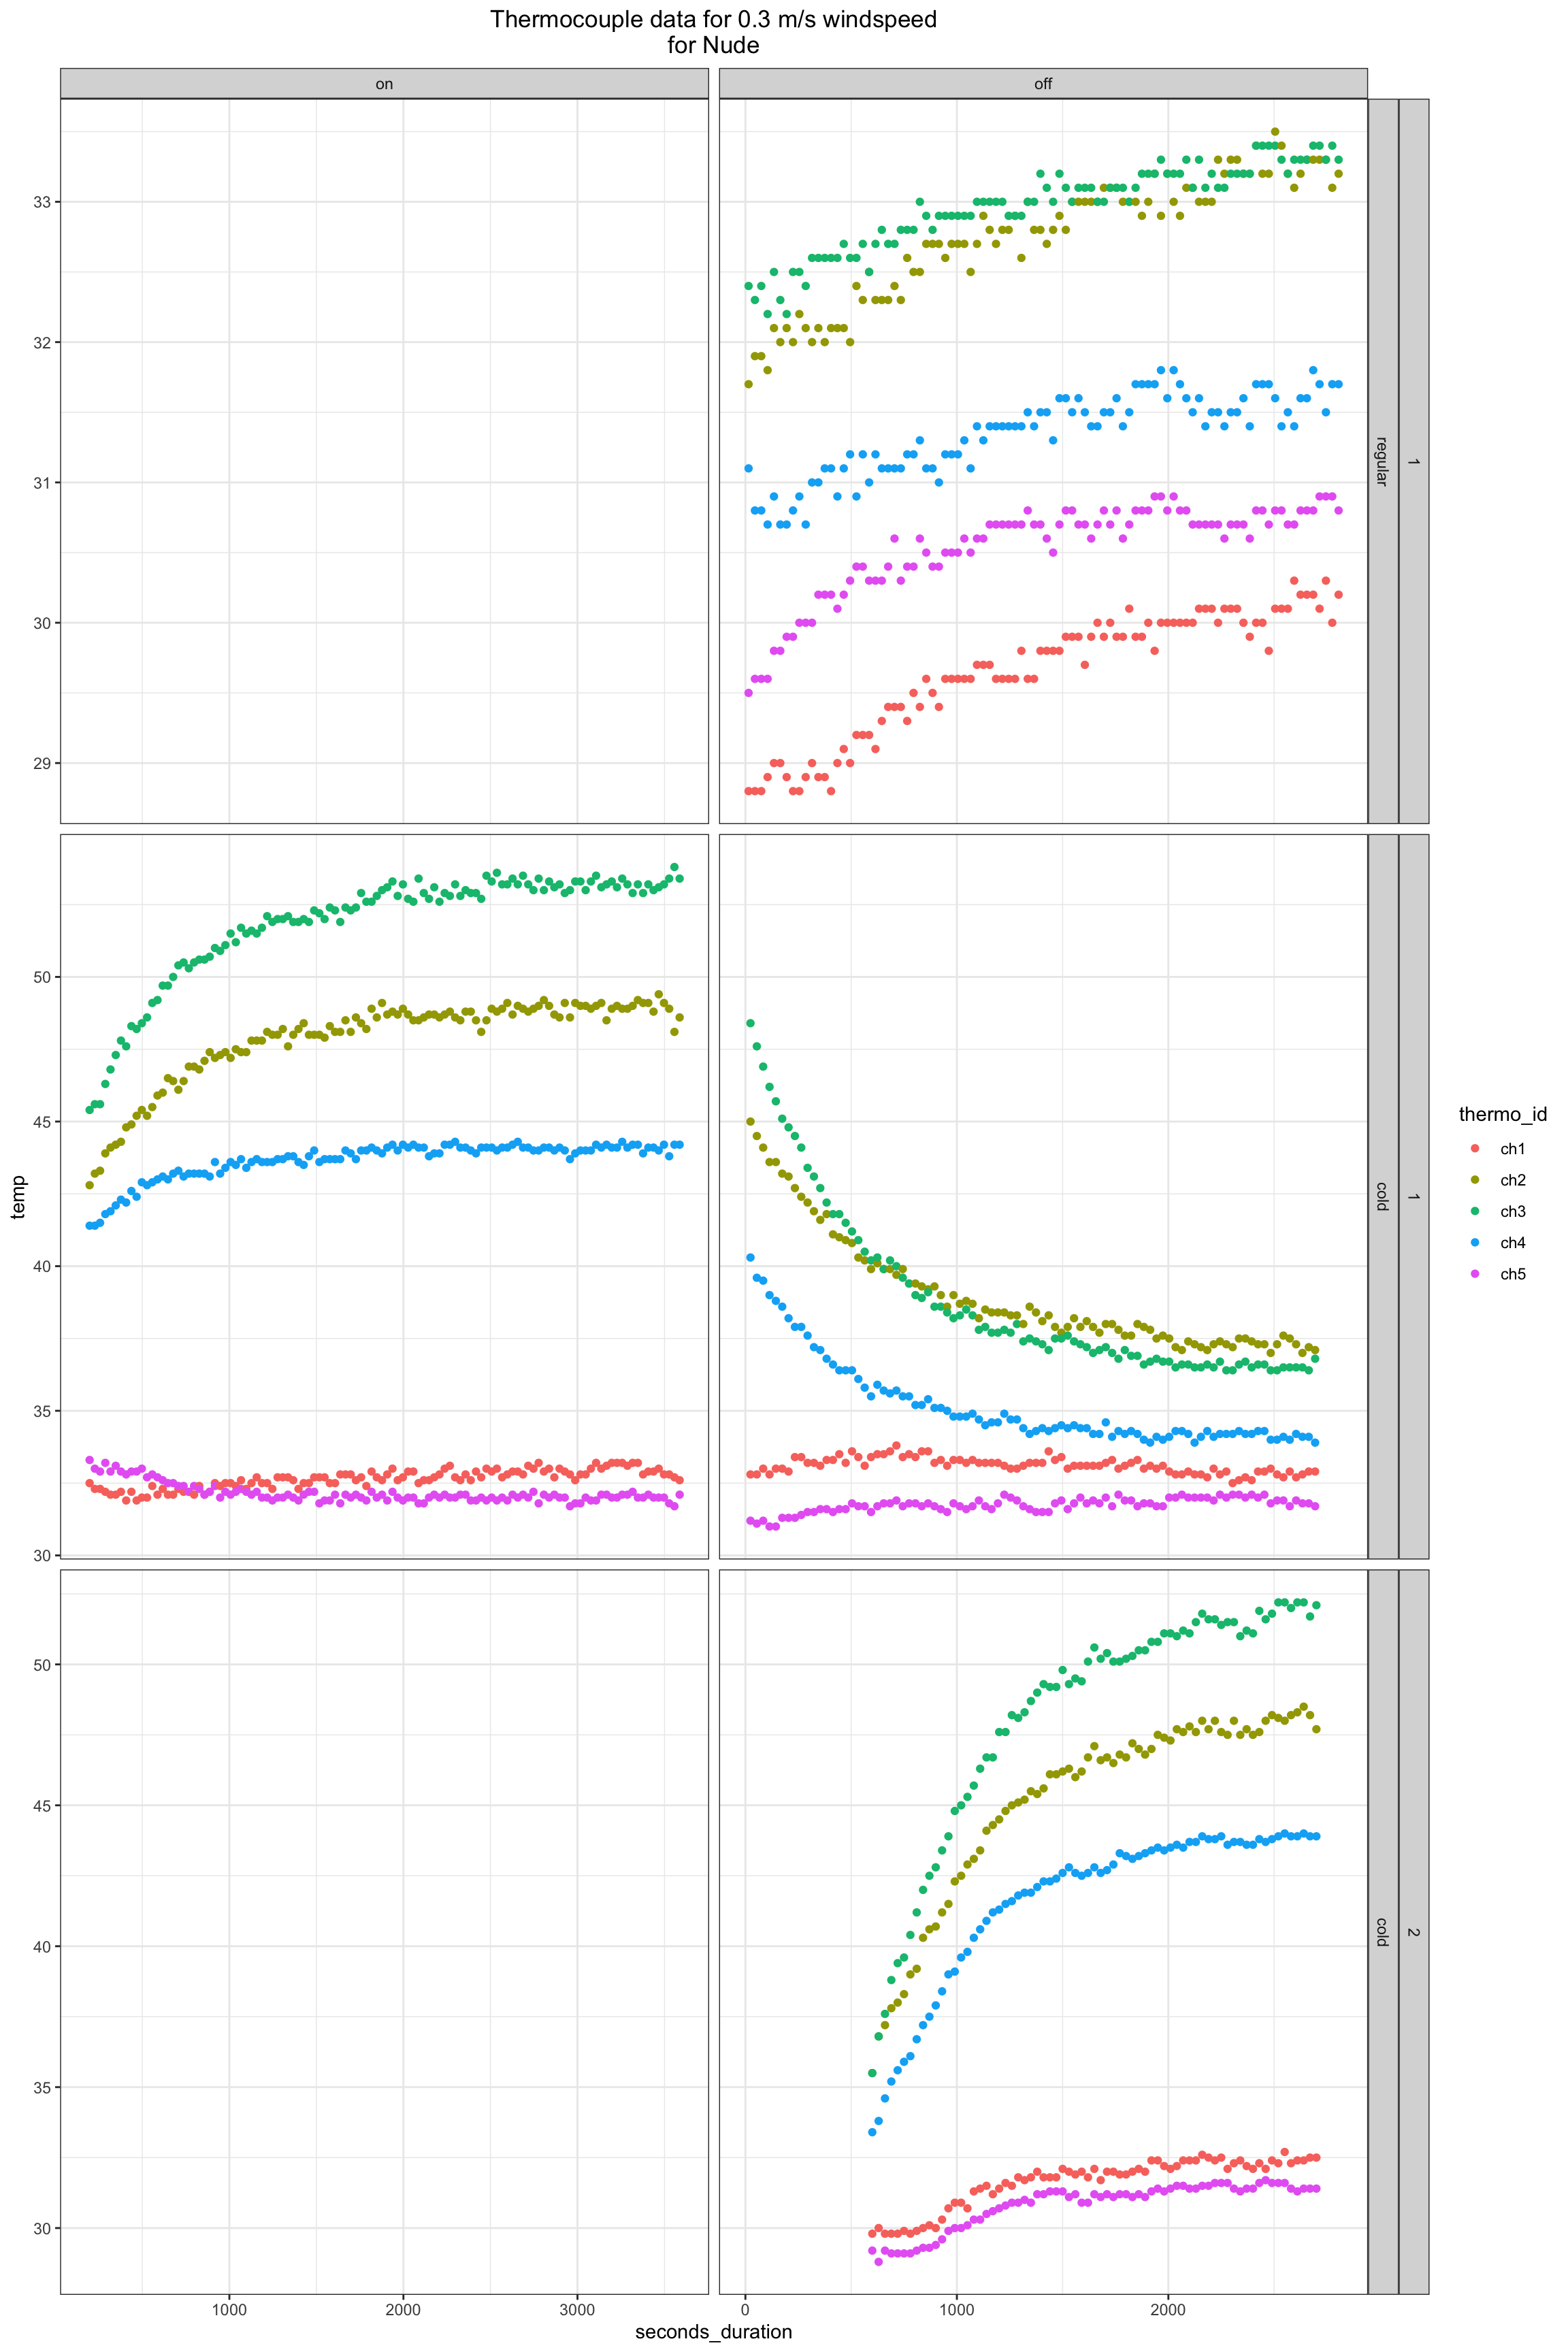 Thermocouple data for 0.3 m/s windspeed
for Nude
on
off
33
32
31
30
29
regular
1
50
45
40
35
30
cold
1
temp
thermo_id
ch1
ch2
ch3
ch4
ch5
50
45
40
35
30
cold
2
1000
2000
3000
0
1000
2000
seconds_duration